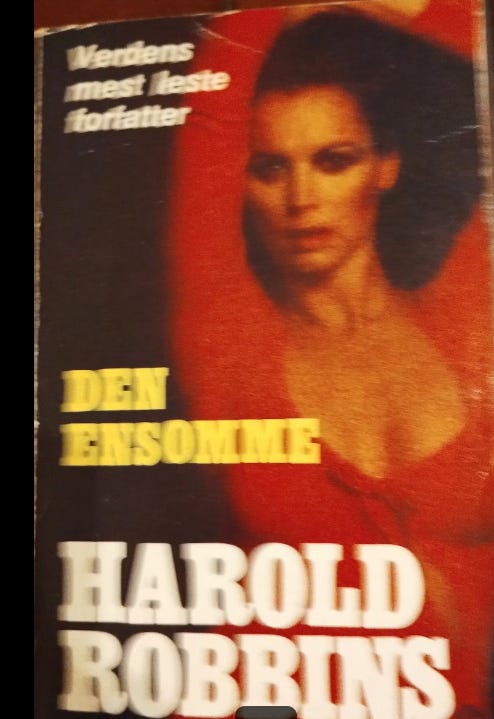 Verdens
mest leste
forfatter
DEN
ENSOMME
HAROLD
ROBBINS